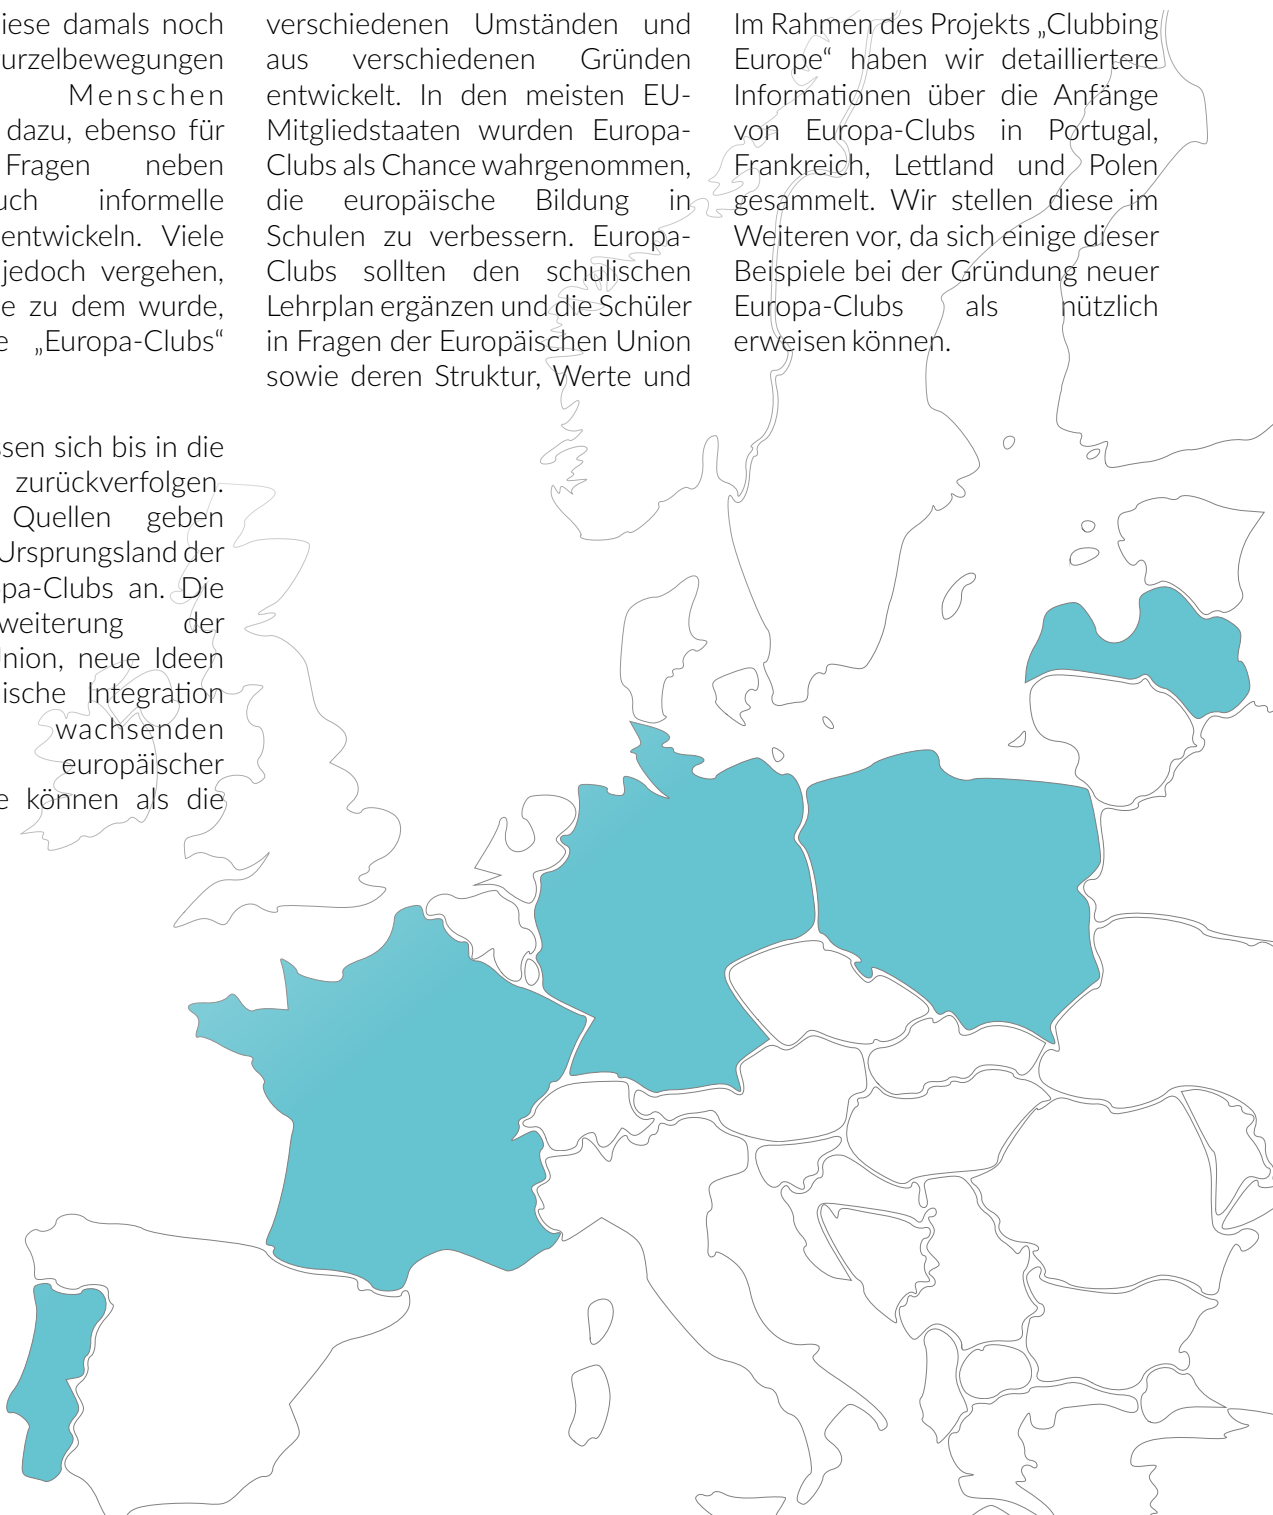 iese damals noch
urzelbewegungen
Menschen
dazu, ebenso für
Fragen neben
uch informelle
entwickeln. Viele
jedoch vergehen,
e zu dem wurde,
e „Europa-Clubs“
ssen sich bis in die
zurückverfolgen.
Quellen geben
Ursprungsland der
pa-Clubs an. Die
weiterung der
Union, neue Ideen
ische Integration
wachsenden
europäischer
e können als die
verschiedenen Umständen und
aus verschiedenen Gründen
entwickelt. In den meisten EU-
Mitgliedstaaten wurden Europa-
Clubs als Chance wahrgenommen,
die europäische Bildung in
Schulen zu verbessern. Europa-
Clubs sollten den schulischen
Lehrplan ergänzen und die Schüler
in Fragen der Europäischen Union
sowie deren Struktur, Werte und
Im Rahmen des Projekts „Clubbing
Europe“ haben wir detailliertere
Informationen über die Anfänge
von Europa-Clubs in Portugal,
Frankreich, Lettland und Polen
gesammelt. Wir stellen diese im
Weiteren vor, da sich einige dieser
Beispiele bei der Gründung neuer
Europa-Clubs als nützlich
erweisen können.